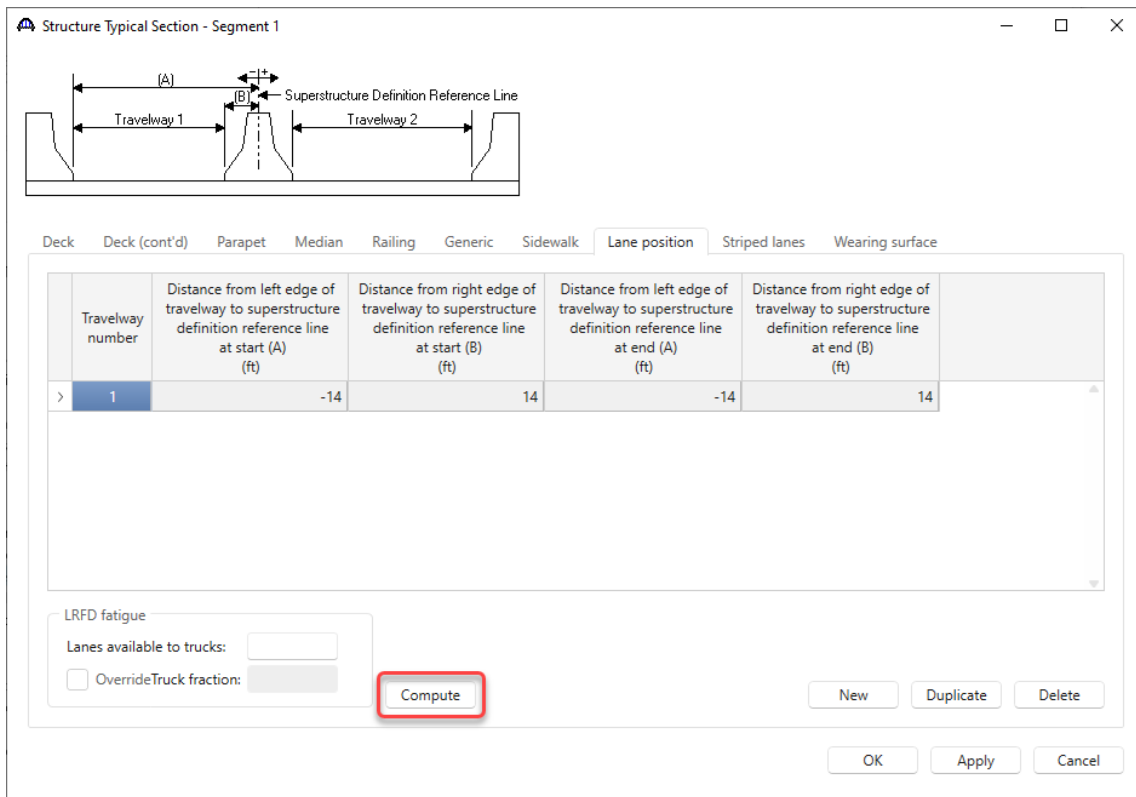 Structure Typical Section - Segment 1
(A)
- +
(B)
Superstructure Definition Reference Line
Travelway 1
Travelway 2
Deck Deck (cont'd) Parapet Median Railing Generic Sidewalk Lane position Striped lanes Wearing surface
Travelway
number
Distance from left edge of
travelway to superstructure
definition reference line
at start (A)
(ft)
Distance from right edge of
travelway to superstructure
definition reference line
at start (B)
(ft)
Distance from left edge of
travelway to superstructure
definition reference line
at end (A)
(ft)
Distance from right edge of
travelway to superstructure
definition reference line
at end (B)
(ft)
> 1 -14 14 -14 14
LRFD fatigue
Lanes available to trucks:
OverrideTruck fraction:
Compute
New Duplicate Delete
OK Apply Cancel